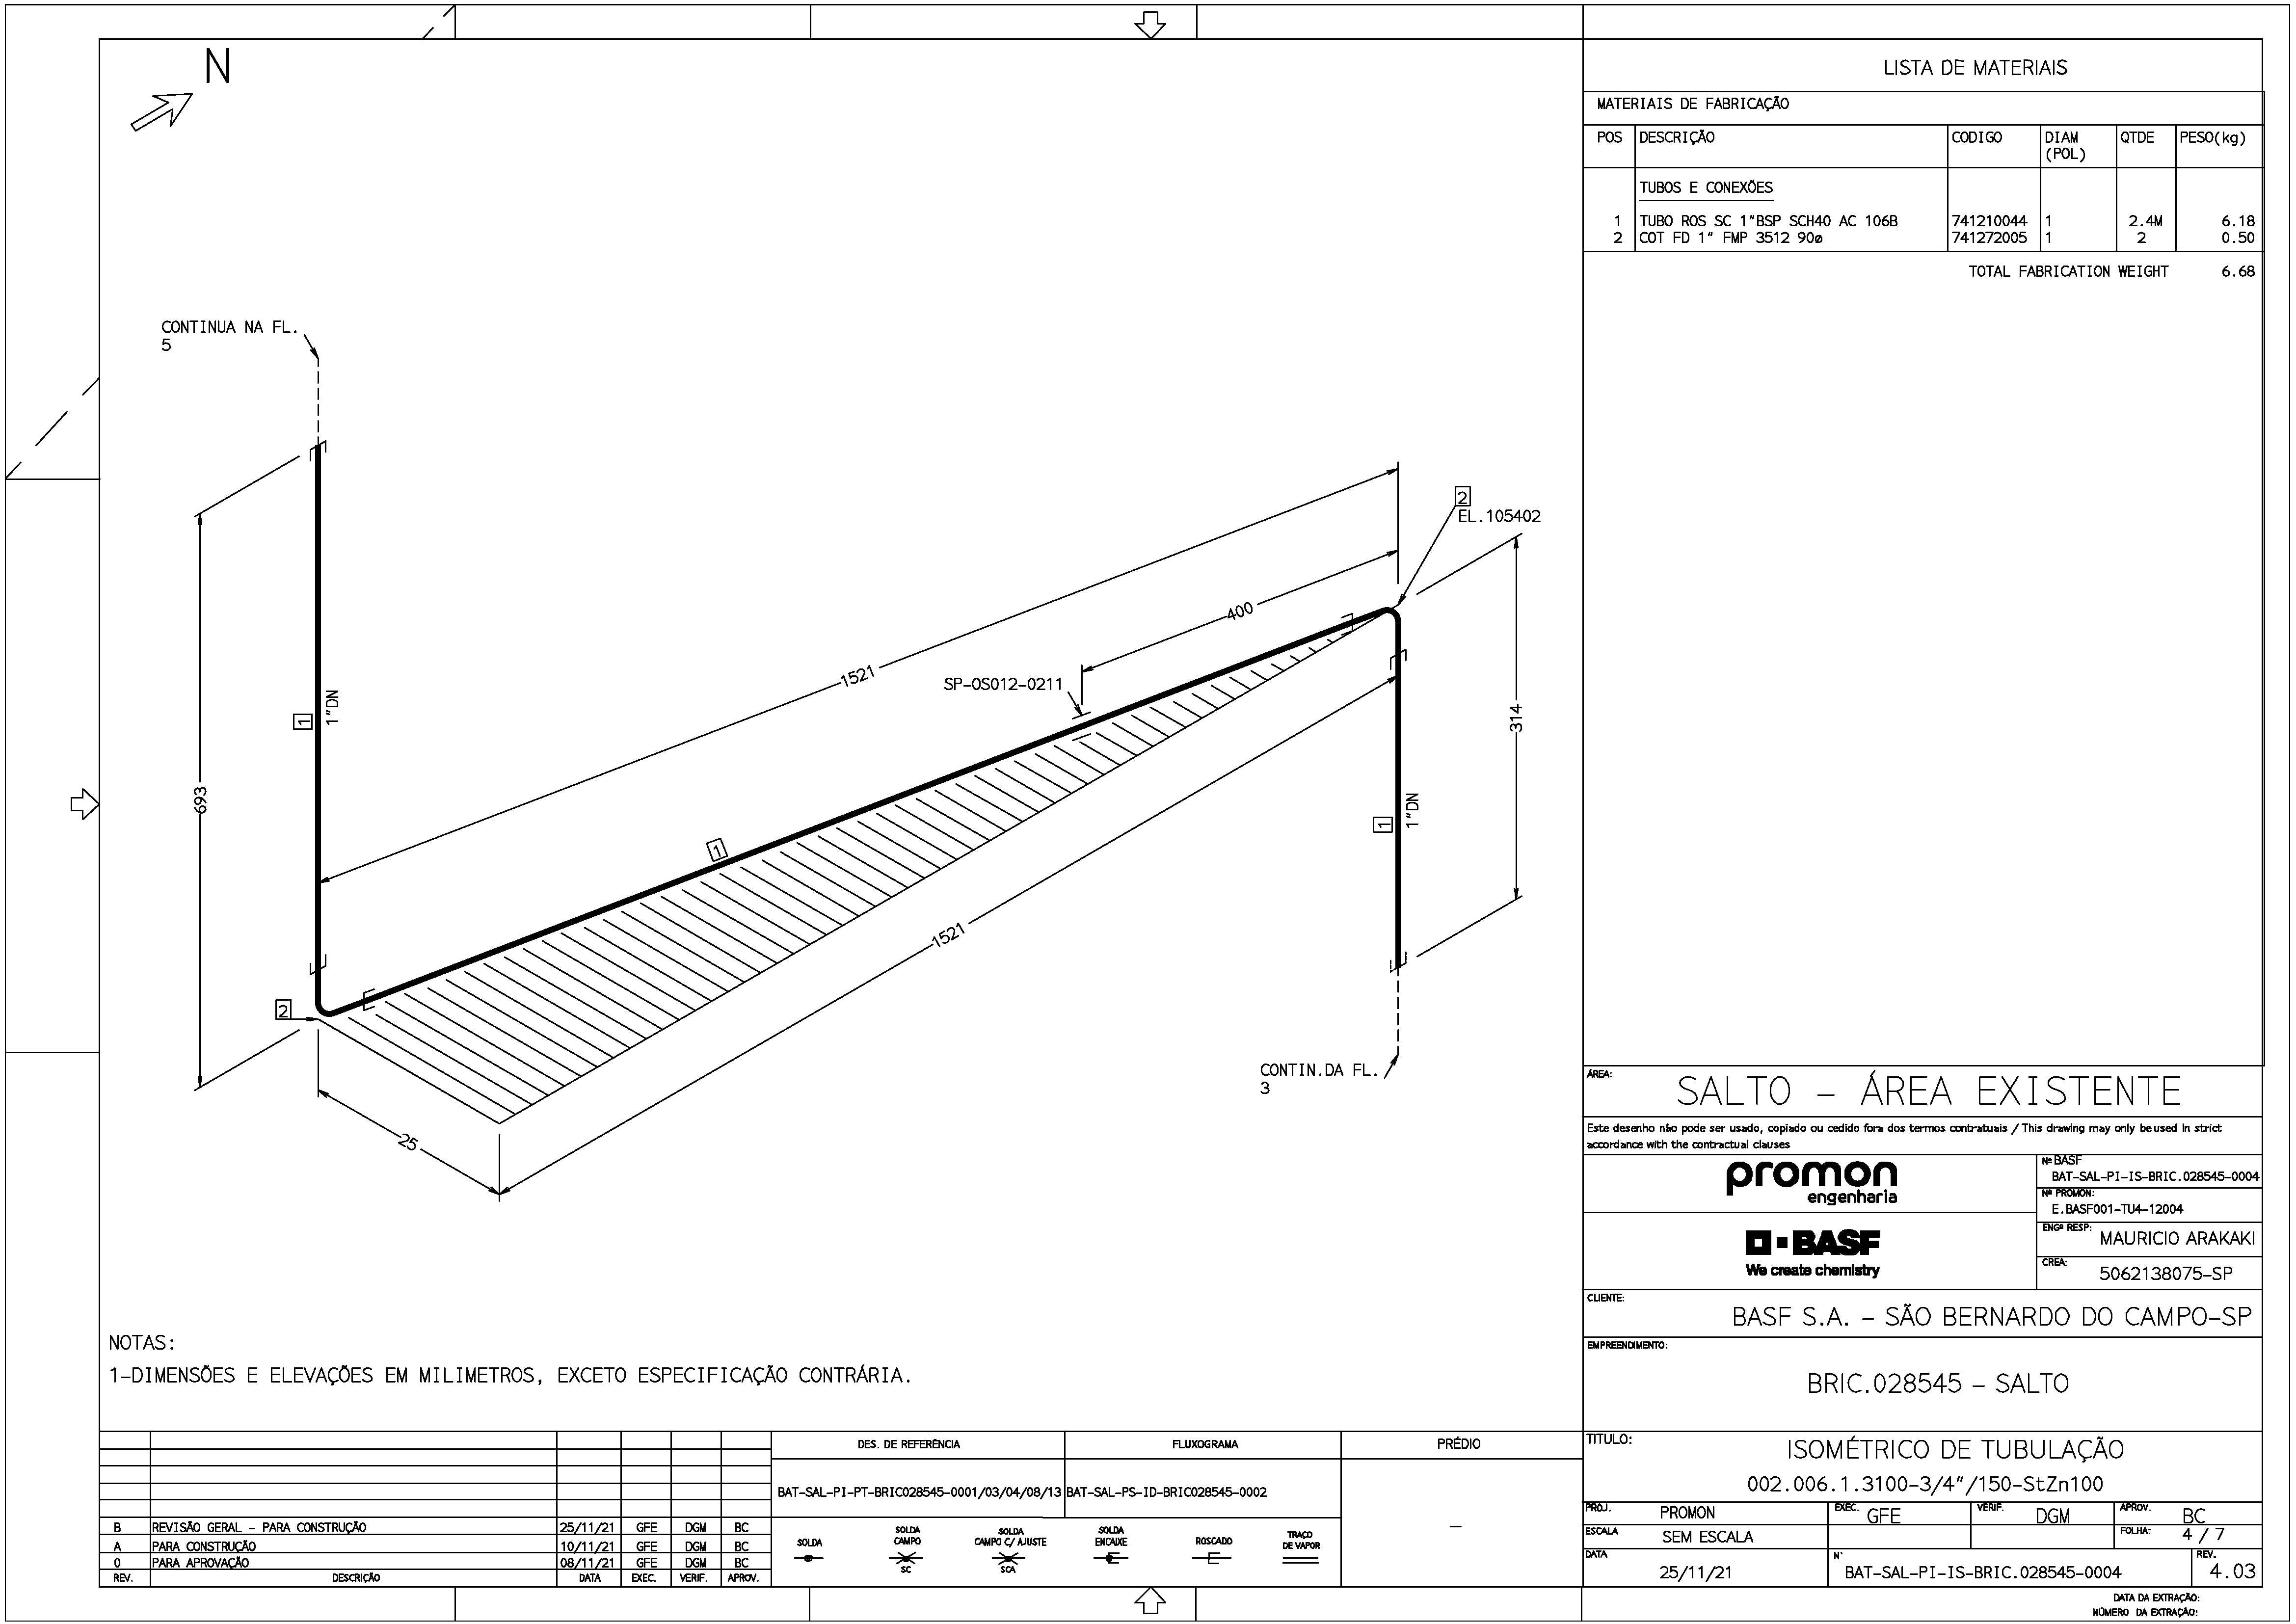 N
LISTA DE MATERIAIS
MATERIAIS DE FABRICAÇÃO
POS DESCRIÇÃO CODIGO DIAM (POL) QTDE PESO(kg)
TUBOS E CONEXÕES
1 TUBO ROS SC 1"BSP SCH40 AC 106B 741210044 1 2.4M 6.18
2 COT FD 1" FMP 3512 90ø 741272005 1 2 0.50
TOTAL FABRICATION WEIGHT 6.68
CONTINUA NA FL.
5
2
EL.105402
400
1521
SP-OS012-0211
1
1"DN
314
693
1
1"DN
1
1521
2
25
CONTIN.DA FL.
3
NOTAS:
1-DIMENSÕES E ELEVAÇÕES EM MILIMETROS, EXCETO ESPECIFICAÇÃO CONTRÁRIA.
ÁREA:
SALTO - ÁREA EXISTENTE
Este desenho não pode ser usado, copiado ou cedido fora dos termos contratuais / This drawing may only be used in strict
accordance with the contractual clauses
promon
engenharia
Nº BASF
BAT-SAL-PI-IS-BRIC.028545-0004
Nº PROMON:
E.BASF001-TU4-12004
BASF
We create chemistry
ENGº RESP:
MAURICIO ARAKAKI
CREA:
5062138075-SP
CLIENTE:
BASF S.A. - SÃO BERNARDO DO CAMPO-SP
EMPREENDIMENTO:
BRIC.028545 - SALTO
TITULO:
ISOMÉTRICO DE TUBULAÇÃO
002.006.1.3100-3/4"/150-StZn100
PROJ. PROMON EXEC. GFE VERIF. DGM APROV. BC
ESCALA SEM ESCALA FOLHA: 4 / 7
DATA 25/11/21 N° BAT-SAL-PI-IS-BRIC.028545-0004 REV. 4.03
DATA DA EXTRAÇÃO:
NÚMERO DA EXTRAÇÃO:
DES. DE REFERÊNCIA FLUXOGRAMA PRÉDIO
BAT-SAL-PI-PT-BRIC028545-0001/03/04/08/13 BAT-SAL-PS-ID-BRIC028545-0002 -
SOLDA
SOLDA CAMPO SC
SOLDA CAMPO C/ AJUSTE SCA
SOLDA ENCAIXE
ROSCADO
TRAÇO DE VAPOR
B REVISÃO GERAL - PARA CONSTRUÇÃO 25/11/21 GFE DGM BC
A PARA CONSTRUÇÃO 10/11/21 GFE DGM BC
0 PARA APROVAÇÃO 08/11/21 GFE DGM BC
REV. DESCRIÇÃO DATA EXEC. VERIF. APROV.